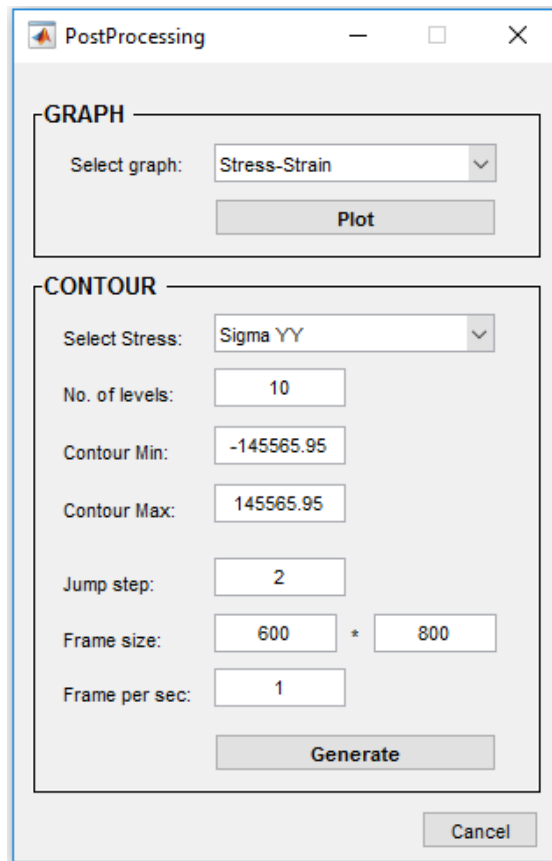 PostProcessing
GRAPH
Select graph: Stress-Strain
Plot
CONTOUR
Select Stress: Sigma YY
No. of levels: 10
Contour Min: -145565.95
Contour Max: 145565.95
Jump step: 2
Frame size: 600 * 800
Frame per sec: 1
Generate
Cancel